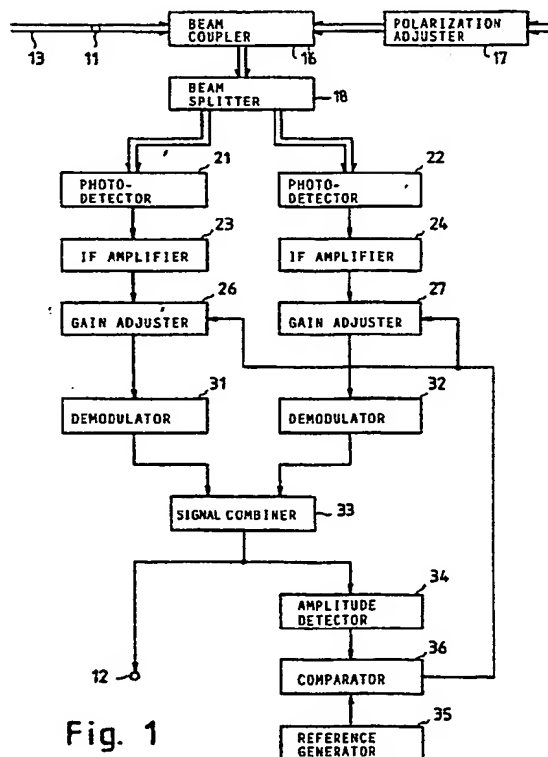 BEAM
COUPLER
POLARIZATION
ADJUSTER
13
11
16
17
BEAM
SPLITTER
18
21
22
PHOTO-
DETECTOR
PHOTO-
DETECTOR
23
24
IF AMPLIFIER
IF AMPLIFIER
26
27
GAIN ADJUSTER
GAIN ADJUSTER
31
32
DEMODULATOR
DEMODULATOR
SIGNAL COMBINER
33
34
AMPLITUDE
DETECTOR
36
12
COMPARATOR
35
Fig. 1
REFERENCE
GENERATOR